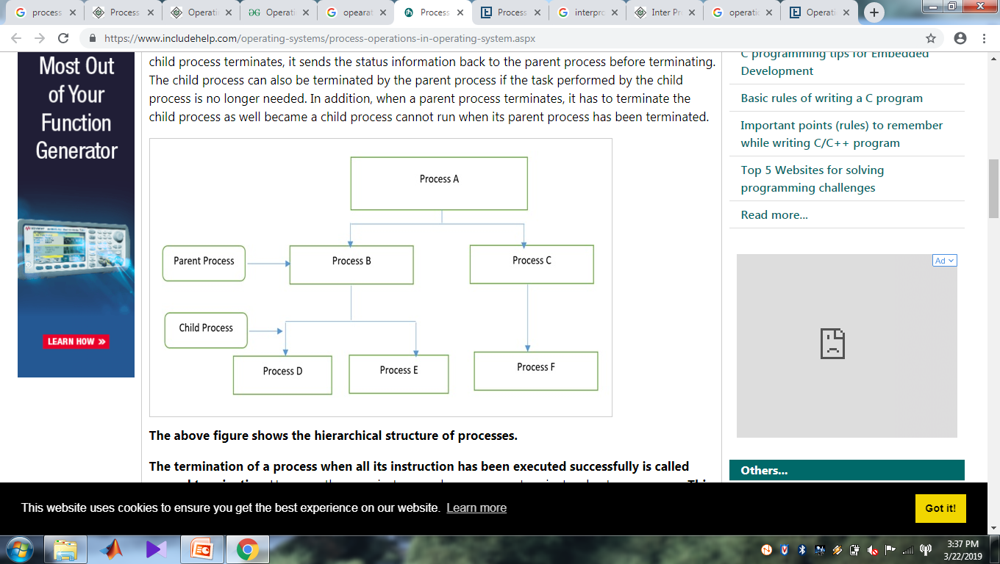 process
Process
Operati
Operati
opearat
Process
Process
interpro
Inter Pr
operatio
Operati
https://www.includehelp.com/operating-systems/process-operations-in-operating-system.aspx
Most Out
of Your
Function
Generator
LEARN HOW »
child process terminates, it sends the status information back to the parent process before terminating.
The child process can also be terminated by the parent process if the task performed by the child
process is no longer needed. In addition, when a parent process terminates, it has to terminate the
child process as well became a child process cannot run when its parent process has been terminated.
Process A
Parent Process
Process B
Process C
Child Process
Process D
Process E
Process F
The above figure shows the hierarchical structure of processes.
The termination of a process when all its instruction has been executed successfully is called
C programming tips for Embedded
Development
Basic rules of writing a C program
Important points (rules) to remember
while writing C/C++ program
Top 5 Websites for solving
programming challenges
Read more...
Ad
Others...
This website uses cookies to ensure you get the best experience on our website. Learn more
Got it!
3:37 PM
3/22/2019